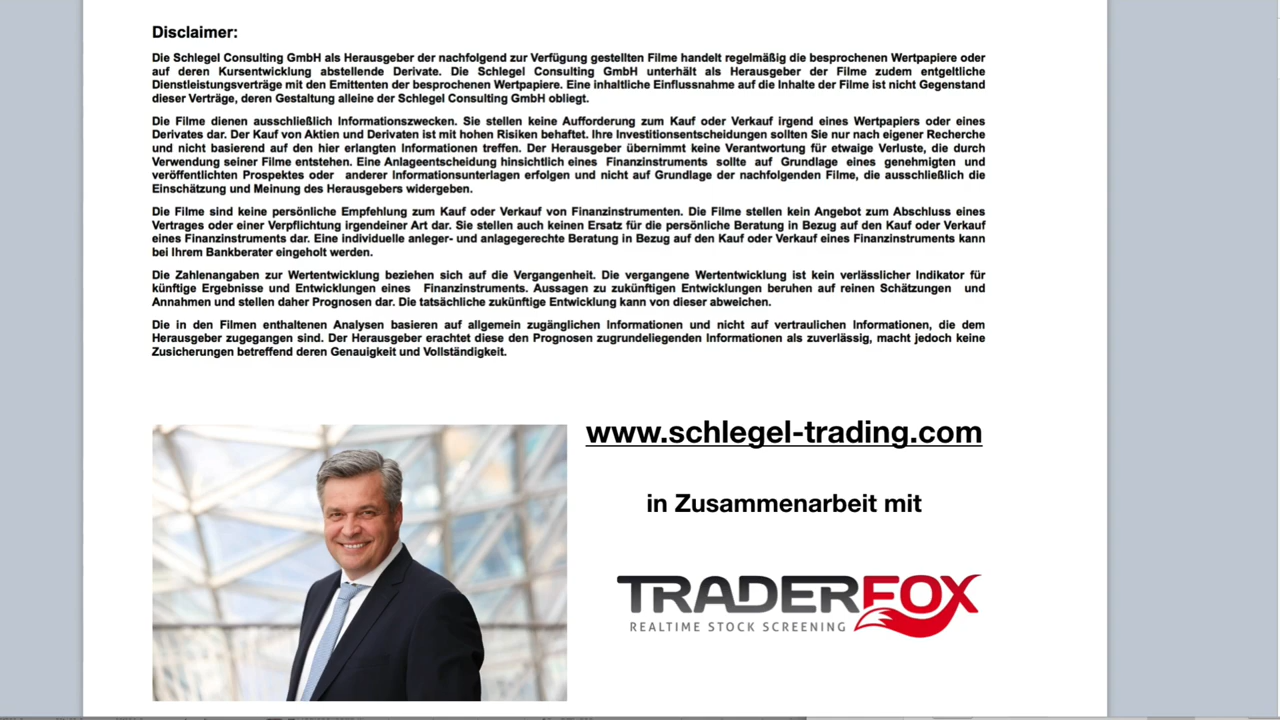 Disclaimer:
Die Schlegel Consulting GmbH als Herausgeber der nachfolgend zur Verfügung gestellten Filme handelt regelmäßig die besprochenen Wertpapiere oder
auf deren Kursentwicklung abstellende Derivate. Die Schlegel Consulting GmbH unterhält als Herausgeber der Filme zudem entgeltliche
Dienstleistungsverträge mit den Emittenten der besprochenen Wertpapiere. Eine inhaltliche Einflussnahme auf die Inhalte der Filme ist nicht Gegenstand
dieser Verträge, deren Gestaltung alleine der Schlegel Consulting GmbH obliegt.
Die Filme dienen ausschließlich Informationszwecken. Sie stellen keine Aufforderung zum Kauf oder Verkauf irgend eines Wertpapiers oder eines
Derivates dar. Der Kauf von Aktien und Derivaten ist mit hohen Risiken behaftet. Ihre Investitionsentscheidungen sollten Sie nur nach eigener Recherche
und nicht basierend auf den hier erlangten Informationen treffen. Der Herausgeber übernimmt keine Verantwortung für etwaige Verluste, die durch
Verwendung seiner Filme entstehen. Eine Anlageentscheidung hinsichtlich eines Finanzinstruments sollte auf Grundlage eines genehmigten und
veröffentlichten Prospektes oder anderer Informationsunterlagen erfolgen und nicht auf Grundlage der nachfolgenden Filme, die ausschließlich die
Einschätzung und Meinung des Herausgebers widergeben.
Die Filme sind keine persönliche Empfehlung zum Kauf oder Verkauf von Finanzinstrumenten. Die Filme stellen kein Angebot zum Abschluss eines
Vertrages oder einer Verpflichtung irgendeiner Art dar. Sie stellen auch keinen Ersatz für die persönliche Beratung in Bezug auf den Kauf oder Verkauf
eines Finanzinstruments dar. Eine individuelle anleger- und anlagegerechte Beratung in Bezug auf den Kauf oder Verkauf eines Finanzinstruments kann
bei Ihrem Bankberater eingeholt werden.
Die Zahlenangaben zur Wertentwicklung beziehen sich auf die Vergangenheit. Die vergangene Wertentwicklung ist kein verlässlicher Indikator für
künftige Ergebnisse und Entwicklungen eines Finanzinstruments. Aussagen zu zukünftigen Entwicklungen beruhen auf reinen Schätzungen und
Annahmen und stellen daher Prognosen dar. Die tatsächliche zukünftige Entwicklung kann von dieser abweichen.
Die in den Filmen enthaltenen Analysen basieren auf allgemein zugänglichen Informationen und nicht auf vertraulichen Informationen, die dem
Herausgeber zugegangen sind. Der Herausgeber erachtet diese den Prognosen zugrundeliegenden Informationen als zuverlässig, macht jedoch keine
Zusicherungen betreffend deren Genauigkeit und Vollständigkeit.
www.schlegel-trading.com
in Zusammenarbeit mit
TRADERFOX
REALTIME STOCK SCREENING